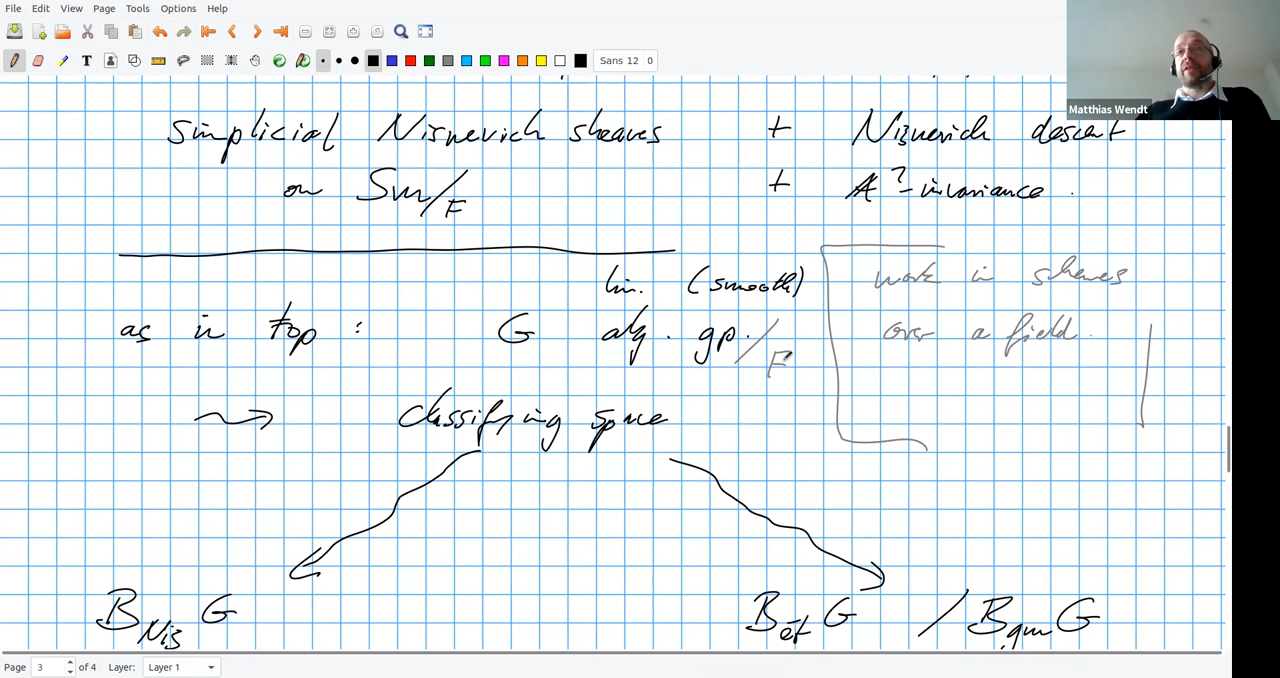 File Edit View Page Tools Options Help
T
Sans 12 0
Matthias Wendt
simplicial Nisnevich sheaves + Nisnevich descent
on Sm/F + A?-invariance.
lin. (smooth)
work in schemes
as in top: G alg. gp./F
over a field.
⇝ classifying space
B_Nis G B_ét G / B_gm G
Page 3 of 4 Layer: Layer 1